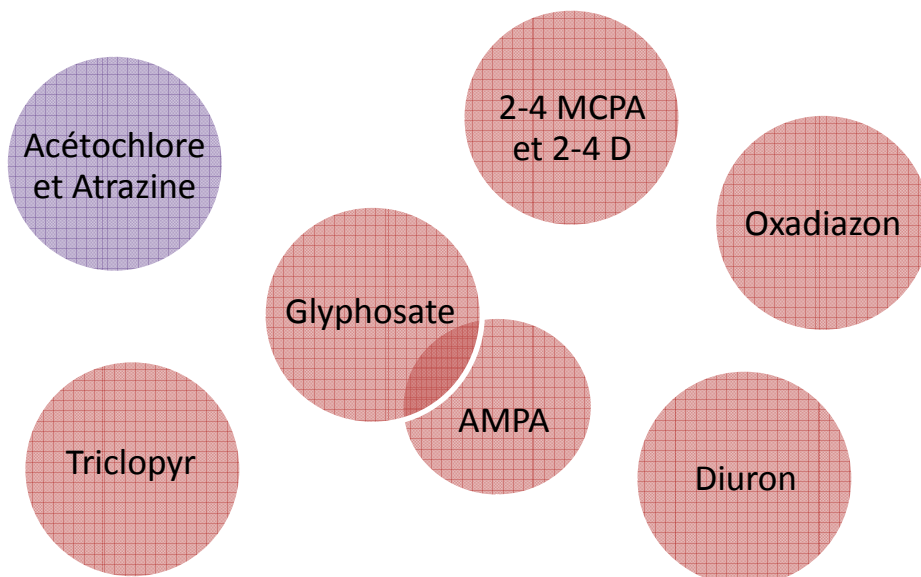 Acétochlore
et Atrazine
2-4 MCPA
et 2-4 D
Oxadiazon
Glyphosate
AMPA
Triclopyr
Diuron